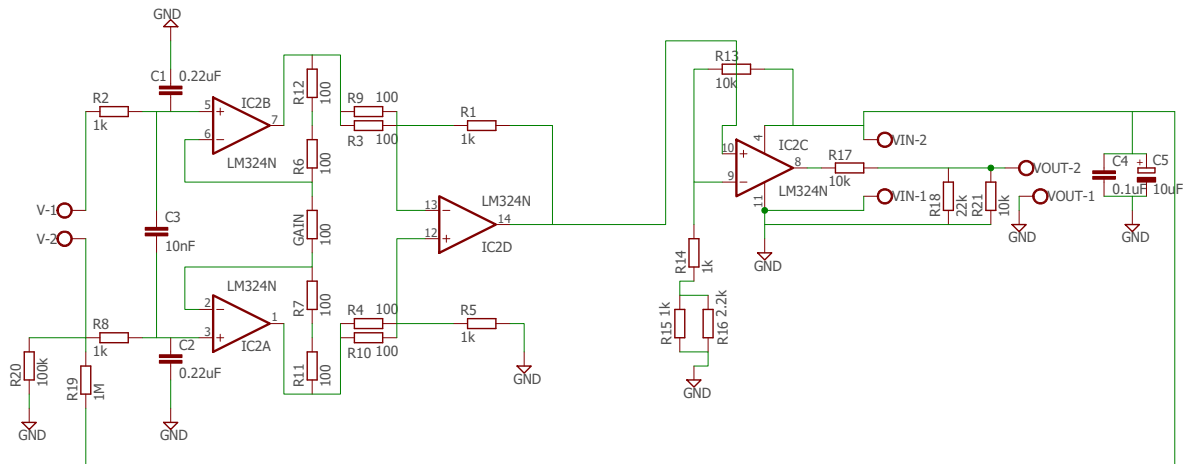 GND
C1
0.22uF
R2
1k
IC2B
5
6
7
LM324N
R12
100
R6
100
R9
100
R3
100
R1
1k
V-1
V-2
C3
10nF
GAIN
100
13
12
14
LM324N
IC2D
R13
10k
10
9
8
4
11
IC2C
LM324N
R17
10k
VIN-2
VIN-1
R18
22k
R21
10k
VOUT-2
VOUT-1
GND
GND
C4
0.1uF
C5
+
10uF
GND
LM324N
2
3
1
IC2A
R7
100
R11
100
R4
100
R10
100
R5
1k
GND
R8
1k
C2
0.22uF
GND
R20
100k
GND
R19
1M
R14
1k
R15
1k
R16
2.2k
GND